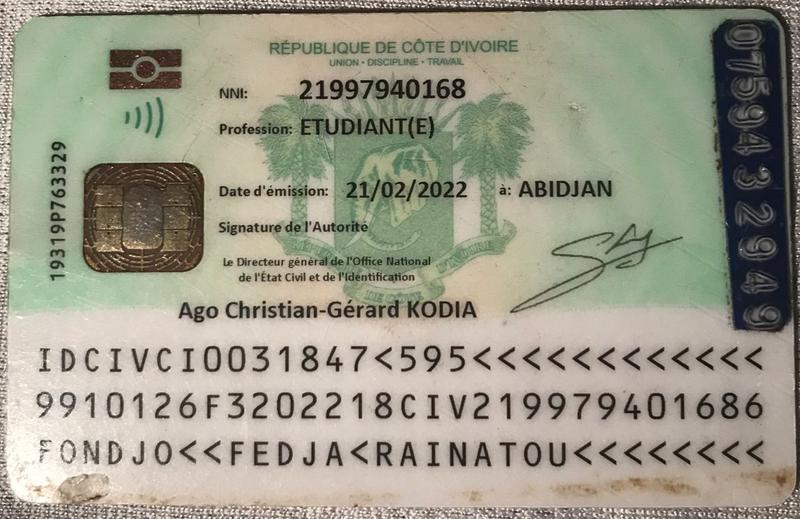 RÉPUBLIQUE DE CÔTE D'IVOIRE
UNION - DISCIPLINE - TRAVAIL
NNI: 21997940168
Profession: ETUDIANT(E)
Date d'émission: 21/02/2022 à: ABIDJAN
Signature de l'Autorité
Le Directeur général de l'Office National
de l'État Civil et de l'Identification
Ago Christian-Gérard KODIA
19319P763329
0759432949
IDCIVCI0031847<595<<<<<<<<<<<<
9910126F3202218CIV219979401686
FONDJO<<FEDJA<RAINATOU<<<<<<<<